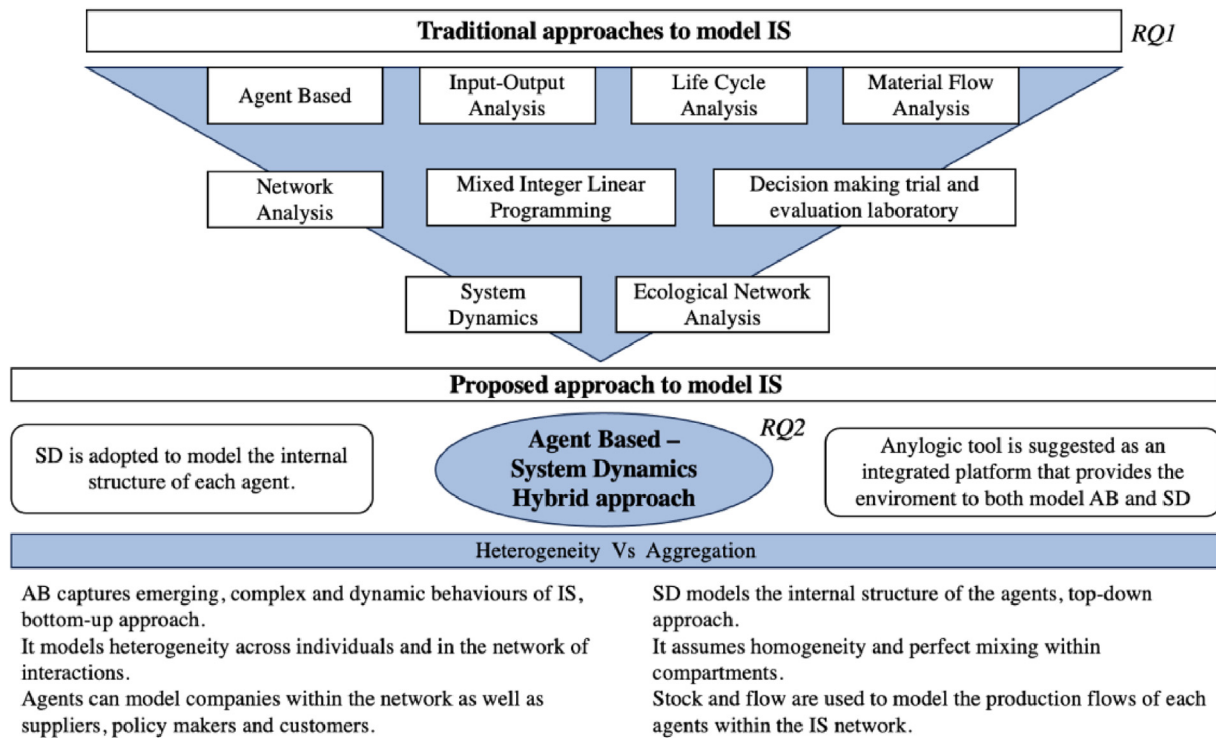 Traditional approaches to model IS
RQ1
Agent Based
Input-Output
Analysis
Life Cycle
Analysis
Material Flow
Analysis
Network
Analysis
Mixed Integer Linear
Programming
Decision making trial and
evaluation laboratory
System
Dynamics
Ecological Network
Analysis
Proposed approach to model IS
SD is adopted to model the internal
structure of each agent.
Agent Based –
System Dynamics
Hybrid approach
RQ2
Anylogic tool is suggested as an
integrated platform that provides the
enviroment to both model AB and SD
Heterogeneity Vs Aggregation
AB captures emerging, complex and dynamic behaviours of IS,
bottom-up approach.
It models heterogeneity across individuals and in the network of
interactions.
Agents can model companies within the network as well as
suppliers, policy makers and customers.
SD models the internal structure of the agents, top-down
approach.
It assumes homogeneity and perfect mixing within
compartments.
Stock and flow are used to model the production flows of each
agents within the IS network.